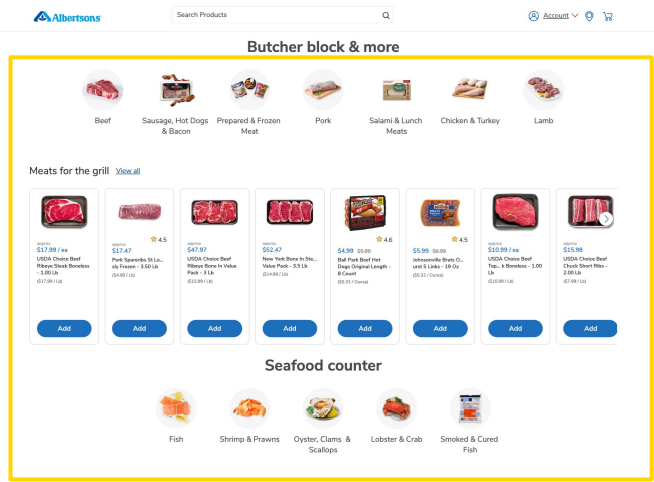 Albertsons
Search Products
Account
Butcher block & more
Beef
Sausage, Hot Dogs
& Bacon
Prepared & Frozen
Meat
Pork
Salami & Lunch
Meats
Chicken & Turkey
Lamb
Meats for the grill View all
approx
$17.99 / ea
USDA Choice Beef
Ribeye Steak Boneless
- 1.00 Lb
($17.99 / Lb)
Add
4.5
approx
$17.47
Pork Spareribs St Lo...
sly Frozen - 3.50 Lb
($4.99 / Lb)
Add
approx
$47.97
USDA Choice Beef
Ribeye Bone In Value
Pack - 3 Lb
($15.99 / Lb)
Add
approx
$52.47
New York Bone In Ste...
Value Pack - 3.5 Lb
($14.99 / Lb)
Add
4.6
$4.99 $5.99
Ball Park Beef Hot
Dogs Original Length -
8 Count
($0.33 / Ounce)
Add
4.5
$5.99 $6.99
Johnsonville Brats O...
urst 5 Links - 19 Oz
($0.32 / Ounce)
Add
approx
$10.99 / ea
USDA Choice Beef
Top... k Boneless - 1.00
Lb
($10.99 / Lb)
Add
approx
$15.98
USDA Choice Beef
Chuck Short Ribs -
2.00 Lb
($7.99 / Lb)
Add
Seafood counter
Fish
Shrimp & Prawns
Oyster, Clams &
Scallops
Lobster & Crab
Smoked & Cured
Fish